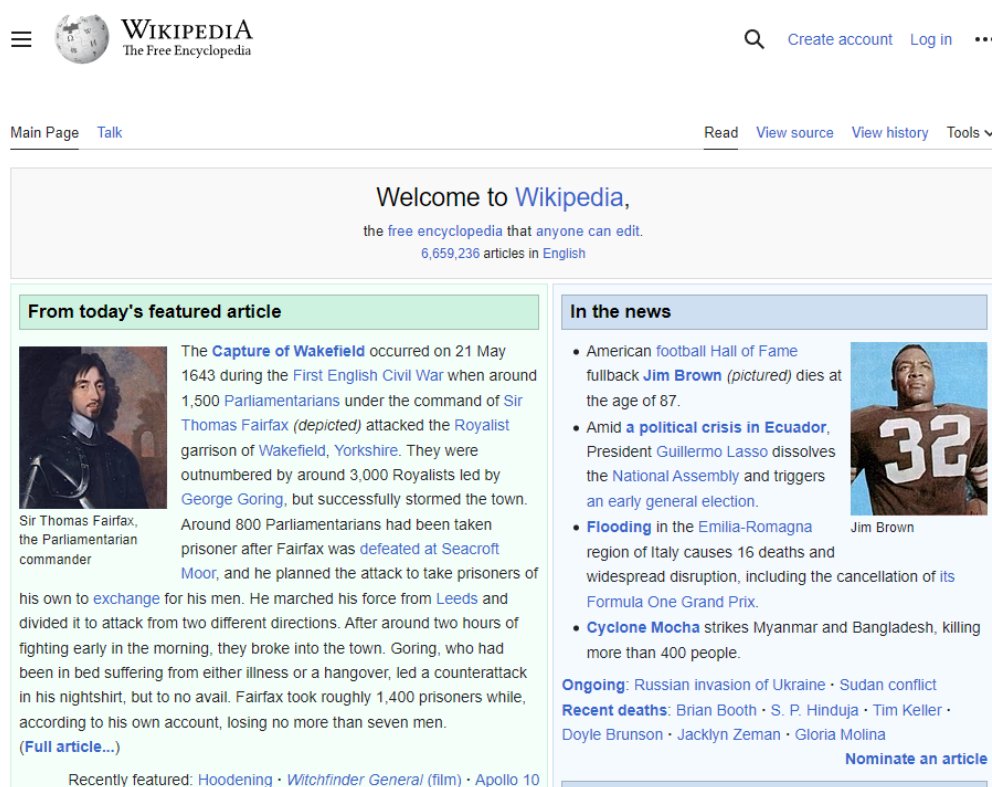 WIKIPEDIA
The Free Encyclopedia
Create account Log in
Main Page Talk
Read View source View history Tools
Welcome to Wikipedia,
the free encyclopedia that anyone can edit.
6,659,236 articles in English
From today's featured article
Sir Thomas Fairfax,
the Parliamentarian
commander
The Capture of Wakefield occurred on 21 May
1643 during the First English Civil War when around
1,500 Parliamentarians under the command of Sir
Thomas Fairfax (depicted) attacked the Royalist
garrison of Wakefield, Yorkshire. They were
outnumbered by around 3,000 Royalists led by
George Goring, but successfully stormed the town.
Around 800 Parliamentarians had been taken
prisoner after Fairfax was defeated at Seacroft
Moor, and he planned the attack to take prisoners of
his own to exchange for his men. He marched his force from Leeds and
divided it to attack from two different directions. After around two hours of
fighting early in the morning, they broke into the town. Goring, who had
been in bed suffering from either illness or a hangover, led a counterattack
in his nightshirt, but to no avail. Fairfax took roughly 1,400 prisoners while,
according to his own account, losing no more than seven men.
(Full article...)
Recently featured: Hoodening · Witchfinder General (film) · Apollo 10
In the news
• American football Hall of Fame
fullback Jim Brown (pictured) dies at
the age of 87.
• Amid a political crisis in Ecuador,
President Guillermo Lasso dissolves
the National Assembly and triggers
an early general election.
• Flooding in the Emilia-Romagna
region of Italy causes 16 deaths and
widespread disruption, including the cancellation of its
Formula One Grand Prix.
• Cyclone Mocha strikes Myanmar and Bangladesh, killing
more than 400 people.
32
Jim Brown
Ongoing: Russian invasion of Ukraine · Sudan conflict
Recent deaths: Brian Booth · S. P. Hinduja · Tim Keller ·
Doyle Brunson · Jacklyn Zeman · Gloria Molina
Nominate an article